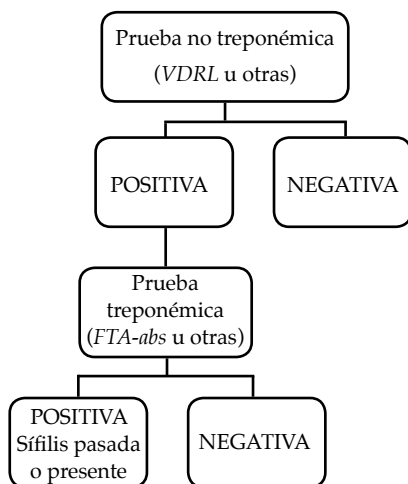 Prueba no treponémica
(VDRL u otras)
POSITIVA
NEGATIVA
Prueba
treponémica
(FTA-abs u otras)
POSITIVA
Sífilis pasada
o presente
NEGATIVA